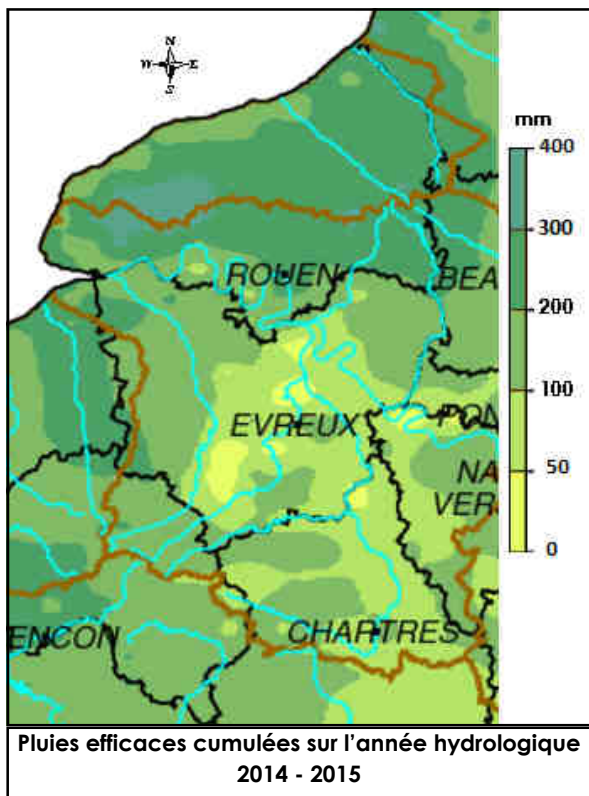 N
W E
S
mm
400
300
200
100
50
0
ROUEN
BEA
EVREUX
PON
NA
VER
ENCON
CHARTRES
Pluies efficaces cumulées sur l'année hydrologique
2014 - 2015